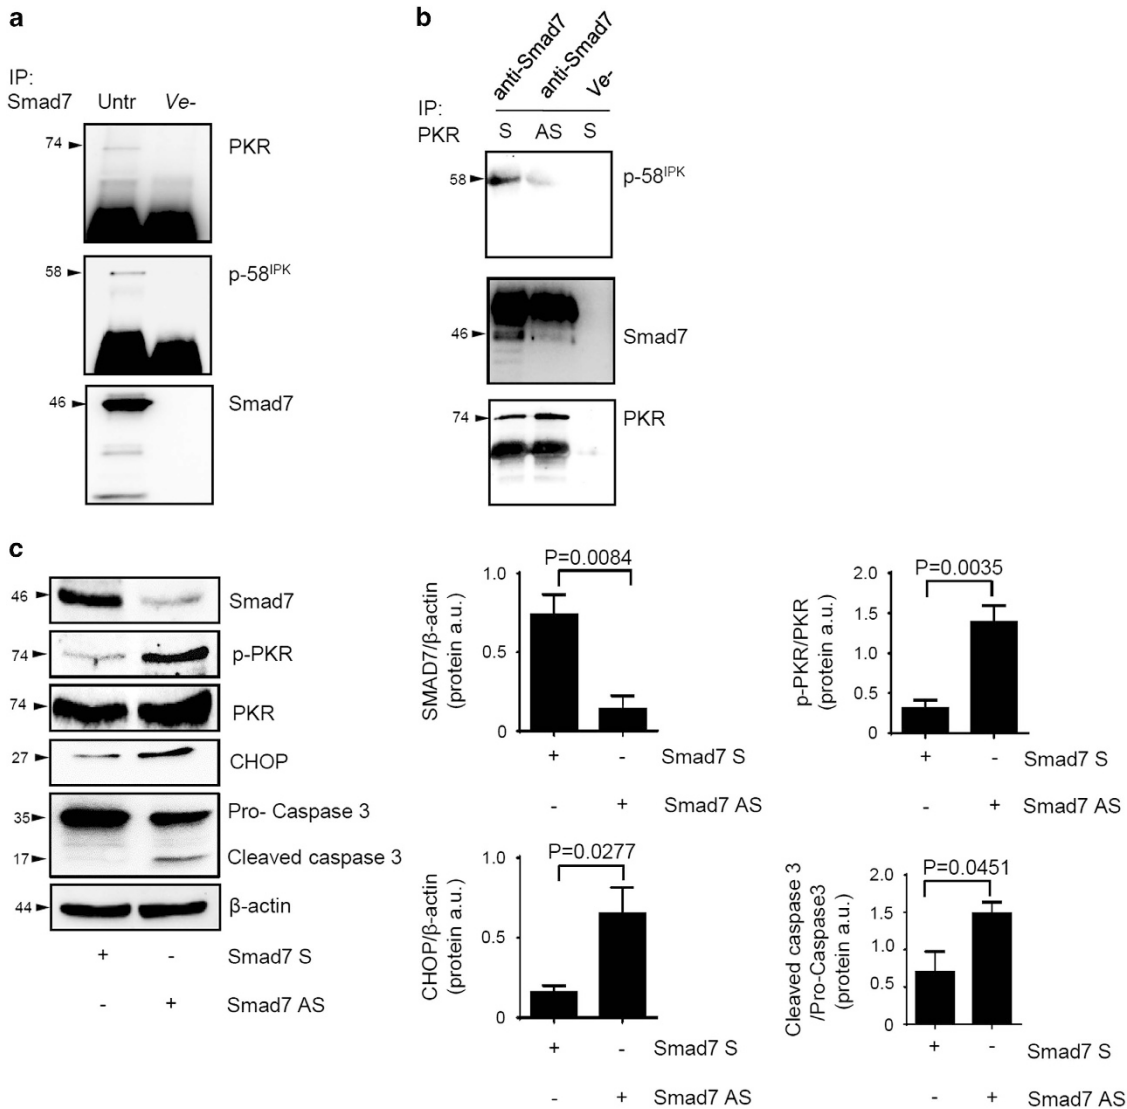 a
IP:
Smad7 Untr Ve-
74 PKR
58 p-58IPK
46 Smad7
b
anti-Smad7 anti-Smad7 Ve-
IP:
PKR S AS S
58 p-58IPK
46 Smad7
74 PKR
c
46 Smad7
74 p-PKR
74 PKR
27 CHOP
35 Pro- Caspase 3
17 Cleaved caspase 3
44 β-actin
+ - Smad7 S
- + Smad7 AS
P=0.0084
SMAD7/β-actin
(protein a.u.)
1.0
0.5
0
+ - Smad7 S
- + Smad7 AS
P=0.0035
p-PKR/PKR
(protein a.u.)
2.0
1.5
1.0
0.5
0
+ - Smad7 S
- + Smad7 AS
P=0.0277
CHOP/β-actin
(protein a.u.)
1.0
0.5
0
+ - Smad7 S
- + Smad7 AS
P=0.0451
Cleaved caspase 3
/Pro-Caspase3
(protein a.u.)
2.0
1.5
1.0
0.5
0
+ - Smad7 S
- + Smad7 AS